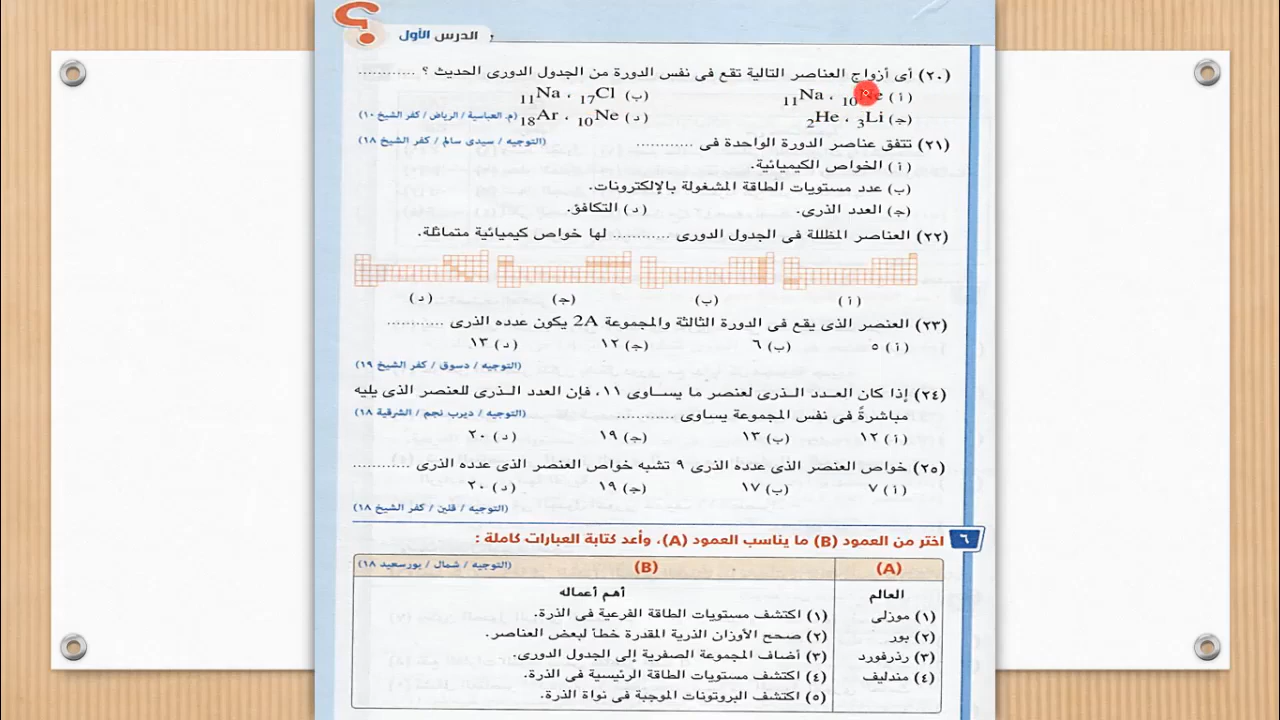 الدرس الأول
(٢٠) أى أزواج العناصر التالية تقع فى نفس الدورة من الجدول الدورى الحديث ؟ ............
(أ) 10Ne ، 11Na (ب) 17Cl ، 11Na
(جـ) 3Li ، 2He (د) 10Ne ، 18Ar (م. العباسية / الرياض / كفر الشيخ ١٠)
(٢١) تتفق عناصر الدورة الواحدة فى ............ (التوجيه / سيدى سالم / كفر الشيخ ١٨)
(أ) الخواص الكيميائية.
(ب) عدد مستويات الطاقة المشغولة بالإلكترونات.
(جـ) العدد الذرى. (د) التكافؤ.
(٢٢) العناصر المظللة فى الجدول الدورى ............ لها خواص كيميائية متماثلة.
(أ) (ب) (جـ) (د)
(٢٣) العنصر الذى يقع فى الدورة الثالثة والمجموعة 2A يكون عدده الذرى ............
(أ) ٥ (ب) ٦ (جـ) ١٢ (د) ١٣
(التوجيه / دسوق / كفر الشيخ ١٩)
(٢٤) إذا كان العـدد الـذرى لعنصر ما يسـاوى ١١، فإن العدد الـذرى للعنصر الذى يليه
مباشرةً فى نفس المجموعة يساوى ............ (التوجيه / ديرب نجم / الشرقية ١٨)
(أ) ١٢ (ب) ١٣ (جـ) ١٩ (د) ٢٠
(٢٥) خواص العنصر الذى عدده الذرى ٩ تشبه خواص العنصر الذى عدده الذرى ............
(أ) ٧ (ب) ١٧ (جـ) ١٩ (د) ٢٠
(التوجيه / قلين / كفر الشيخ ١٨)
٦ اختر من العمود (B) ما يناسب العمود (A)، وأعد كتابة العبارات كاملة :
(A) (B) (التوجيه / شمال / بورسعيد ١٨)
العالم أهم أعماله
(١) موزلى (١) اكتشف مستويات الطاقة الفرعية فى الذرة.
(٢) بور (٢) صحح الأوزان الذرية المقدرة خطأ لبعض العناصر.
(٣) رذرفورد (٣) أضاف المجموعة الصفرية إلى الجدول الدورى.
(٤) مندليف (٤) اكتشف مستويات الطاقة الرئيسية فى الذرة.
(٥) اكتشف البروتونات الموجبة فى نواة الذرة.